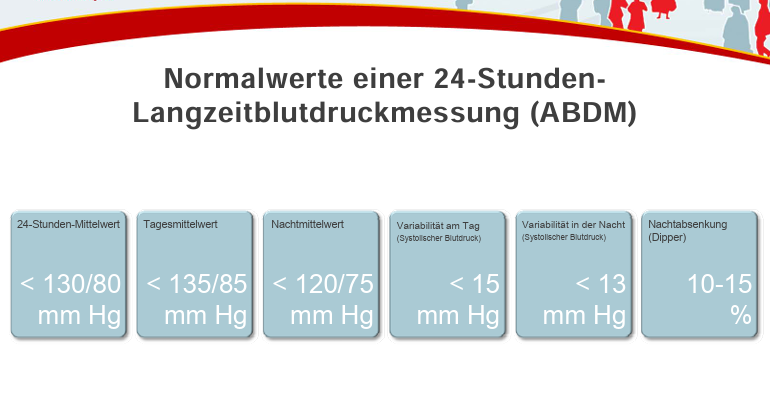 Normalwerte einer 24-Stunden-
Langzeitblutdruckmessung (ABDM)
24-Stunden-Mittelwert
< 130/80
mm Hg
Tagesmittelwert
< 135/85
mm Hg
Nachtmittelwert
< 120/75
mm Hg
Variabilität am Tag
(Systolischer Blutdruck)
< 15
mm Hg
Variabilität in der Nacht
(Systolischer Blutdruck)
< 13
mm Hg
Nachtabsenkung
(Dipper)
10-15
%